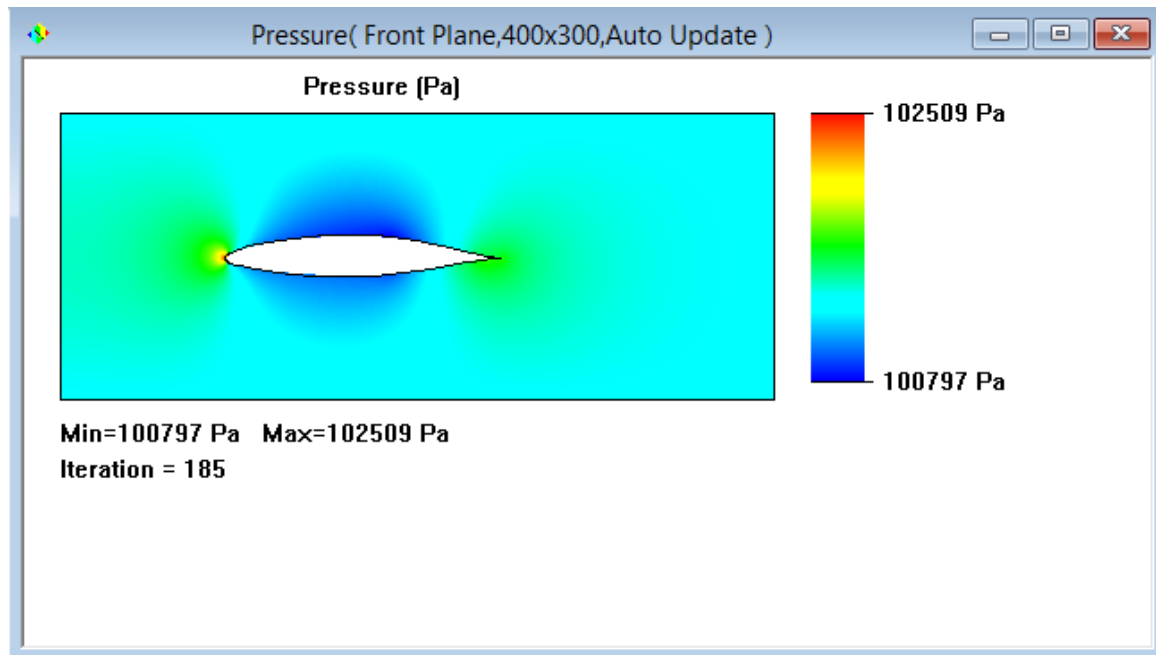 Pressure( Front Plane,400x300,Auto Update )
Pressure (Pa)
102509 Pa
100797 Pa
Min=100797 Pa   Max=102509 Pa
Iteration = 185